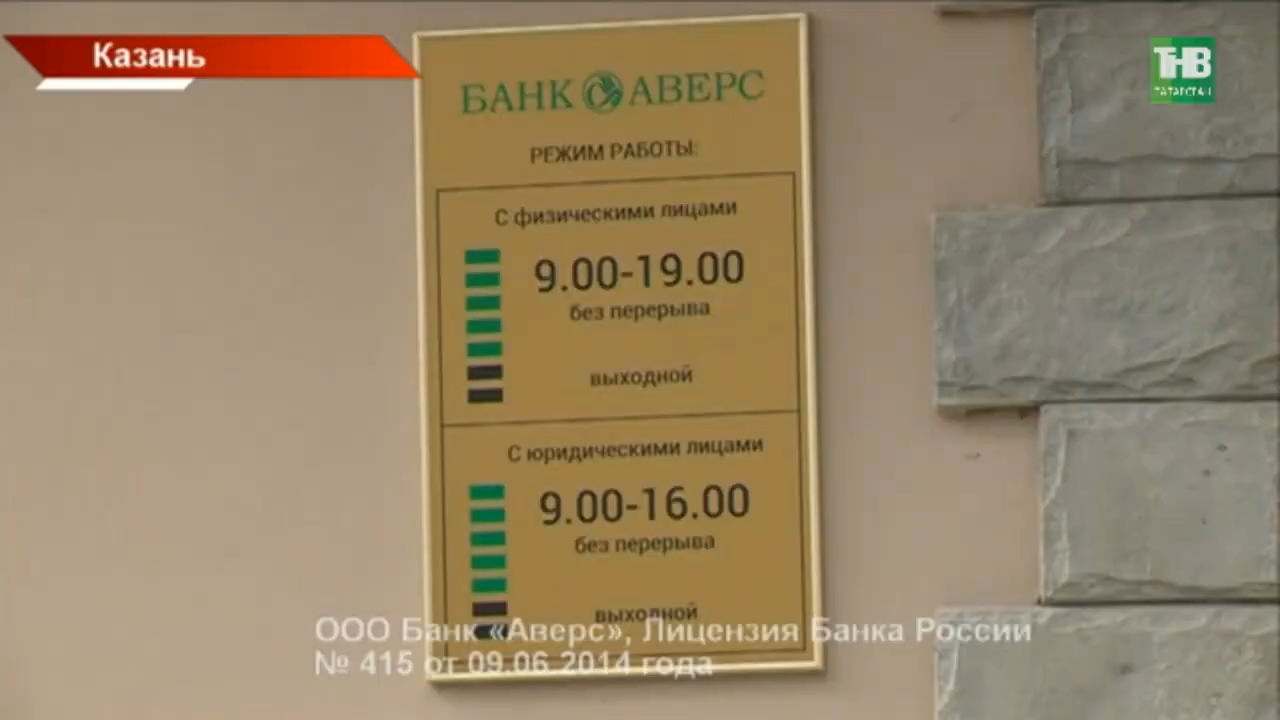 Казань
ТНВ
ТАТАРСТАН
БАНК АВЕРС
РЕЖИМ РАБОТЫ:
С физическими лицами
9.00-19.00
без перерыва
выходной
С юридическими лицами
9.00-16.00
без перерыва
выходной
ООО Банк «Аверс», Лицензия Банка России
№ 415 от 09.06.2014 года